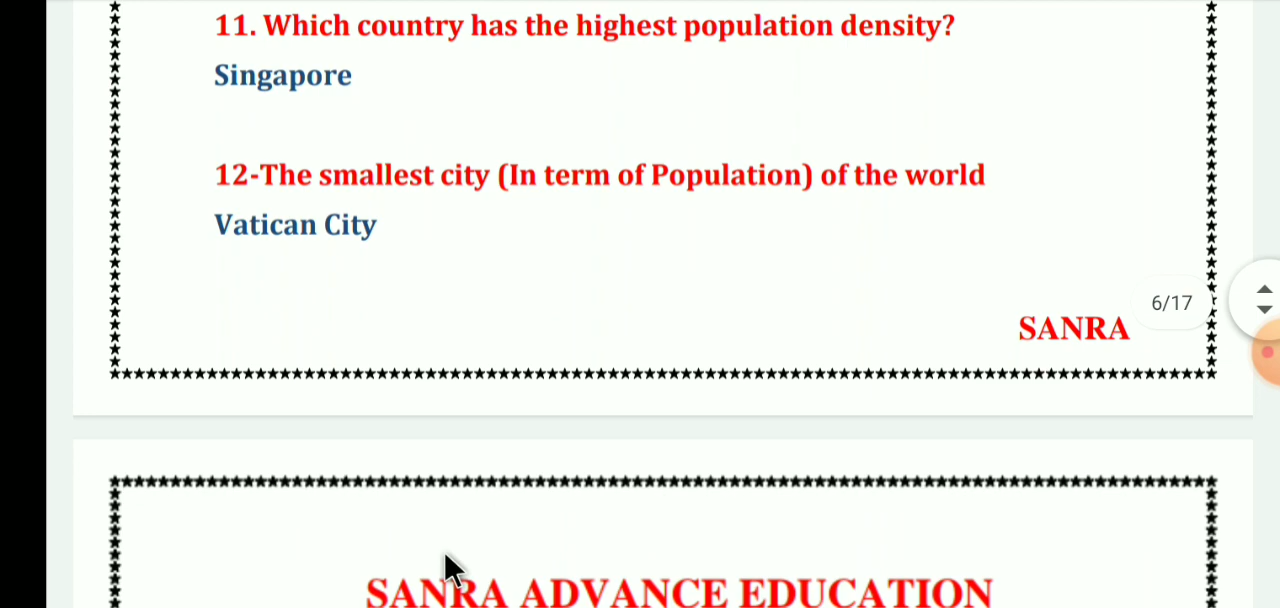 11. Which country has the highest population density?
Singapore
12-The smallest city (In term of Population) of the world
Vatican City
6/17
SANRA
SANRA ADVANCE EDUCATION